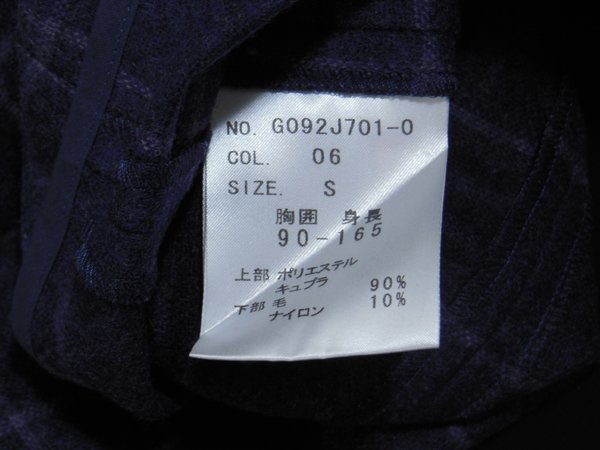 NO. G092J701-0
COL. 06
SIZE. S
胸囲 身長
90-165
上部 ポリエステル
キュプラ 90%
下部 毛 10%
ナイロン